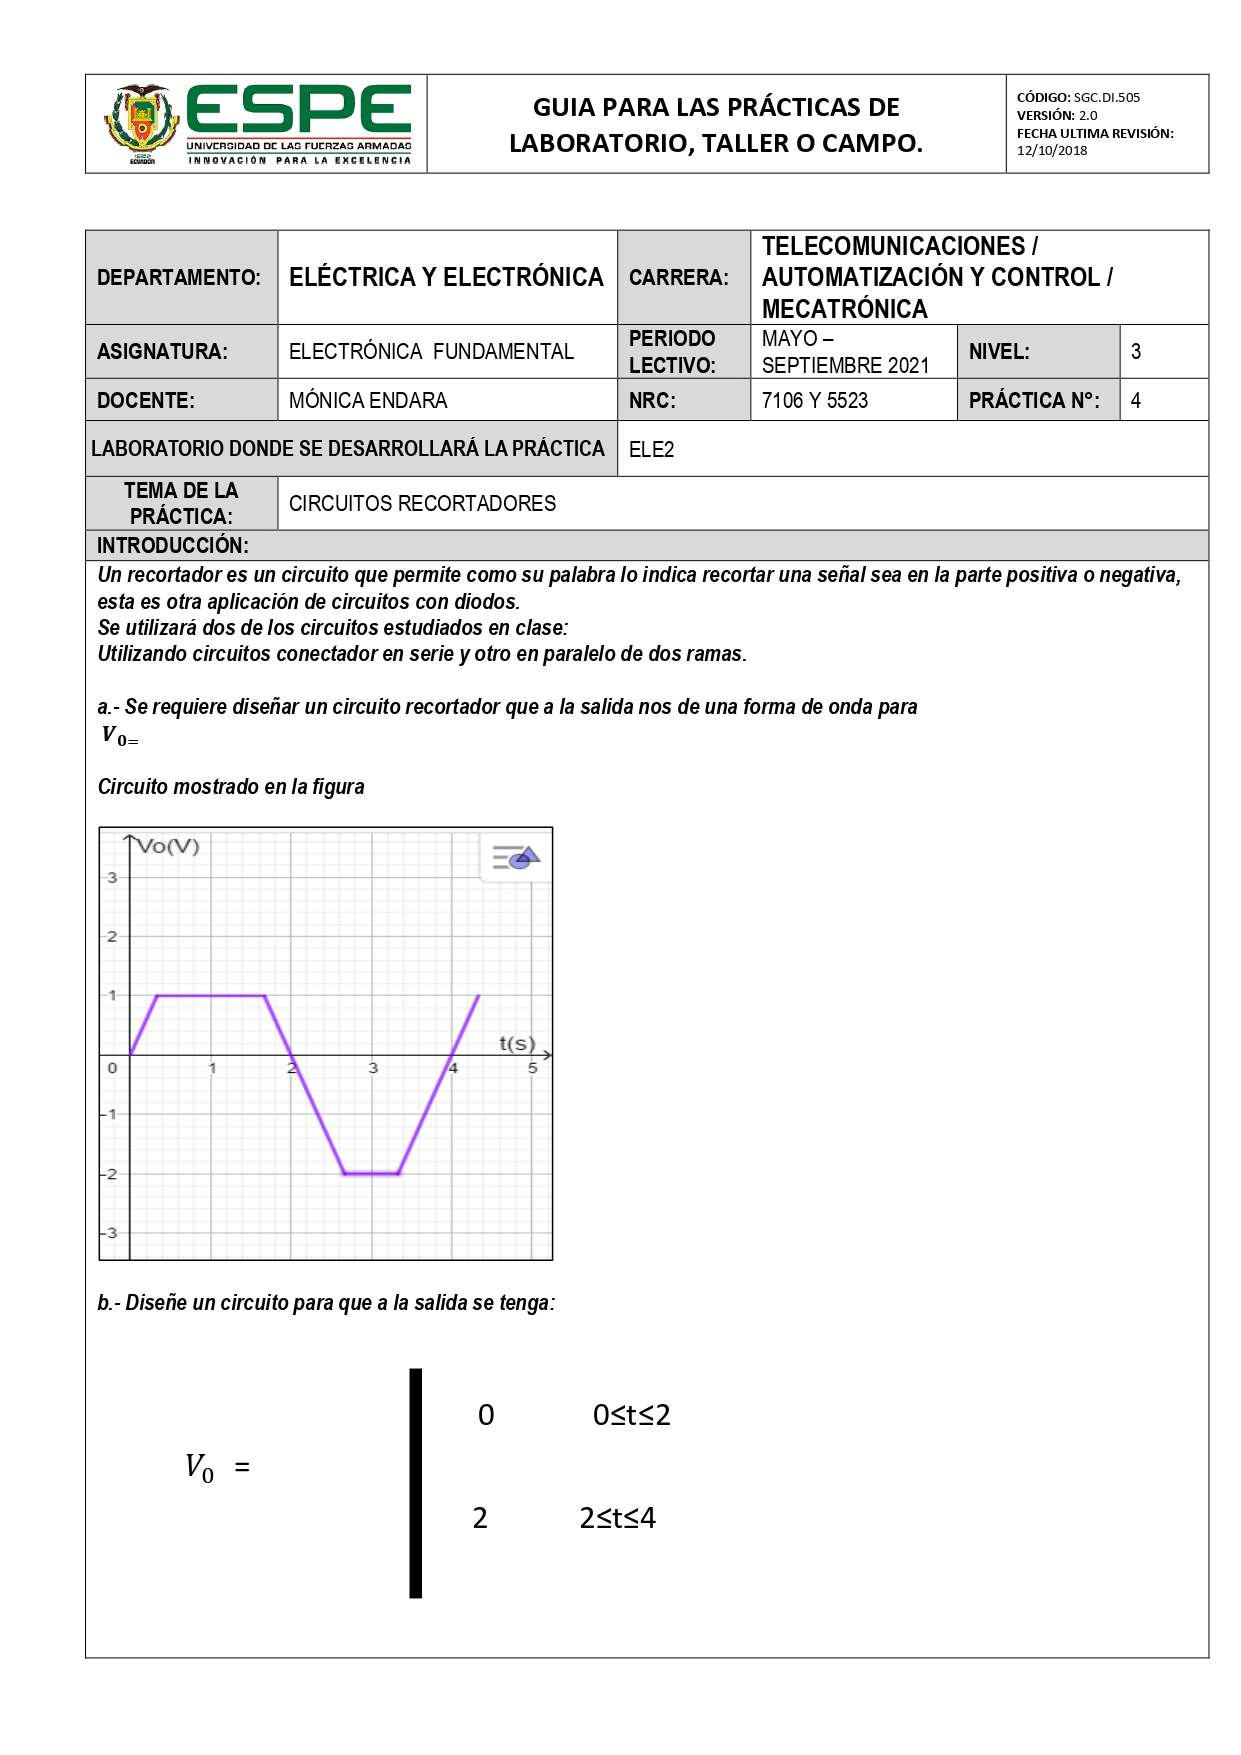 ESPE
UNIVERSIDAD DE LAS FUERZAS ARMADAS
INNOVACIÓN PARA LA EXCELENCIA
ECUADOR
GUIA PARA LAS PRÁCTICAS DE
LABORATORIO, TALLER O CAMPO.
CÓDIGO: SGC.DI.505
VERSIÓN: 2.0
FECHA ULTIMA REVISIÓN:
12/10/2018
DEPARTAMENTO:
ELÉCTRICA Y ELECTRÓNICA
CARRERA:
TELECOMUNICACIONES /
AUTOMATIZACIÓN Y CONTROL /
MECATRÓNICA
ASIGNATURA:
ELECTRÓNICA FUNDAMENTAL
PERIODO
LECTIVO:
MAYO –
SEPTIEMBRE 2021
NIVEL:
3
DOCENTE:
MÓNICA ENDARA
NRC:
7106 Y 5523
PRÁCTICA N°:
4
LABORATORIO DONDE SE DESARROLLARÁ LA PRÁCTICA
ELE2
TEMA DE LA
PRÁCTICA:
CIRCUITOS RECORTADORES
INTRODUCCIÓN:
Un recortador es un circuito que permite como su palabra lo indica recortar una señal sea en la parte positiva o negativa,
esta es otra aplicación de circuitos con diodos.
Se utilizará dos de los circuitos estudiados en clase:
Utilizando circuitos conectador en serie y otro en paralelo de dos ramas.
a.- Se requiere diseñar un circuito recortador que a la salida nos de una forma de onda para
V₀₌
Circuito mostrado en la figura
Vo(V)
3
2
1
t(s)
0 1 2 3 4 5
-1
-2
-3
b.- Diseñe un circuito para que a la salida se tenga:
0 0≤t≤2
V₀ =
2 2≤t≤4